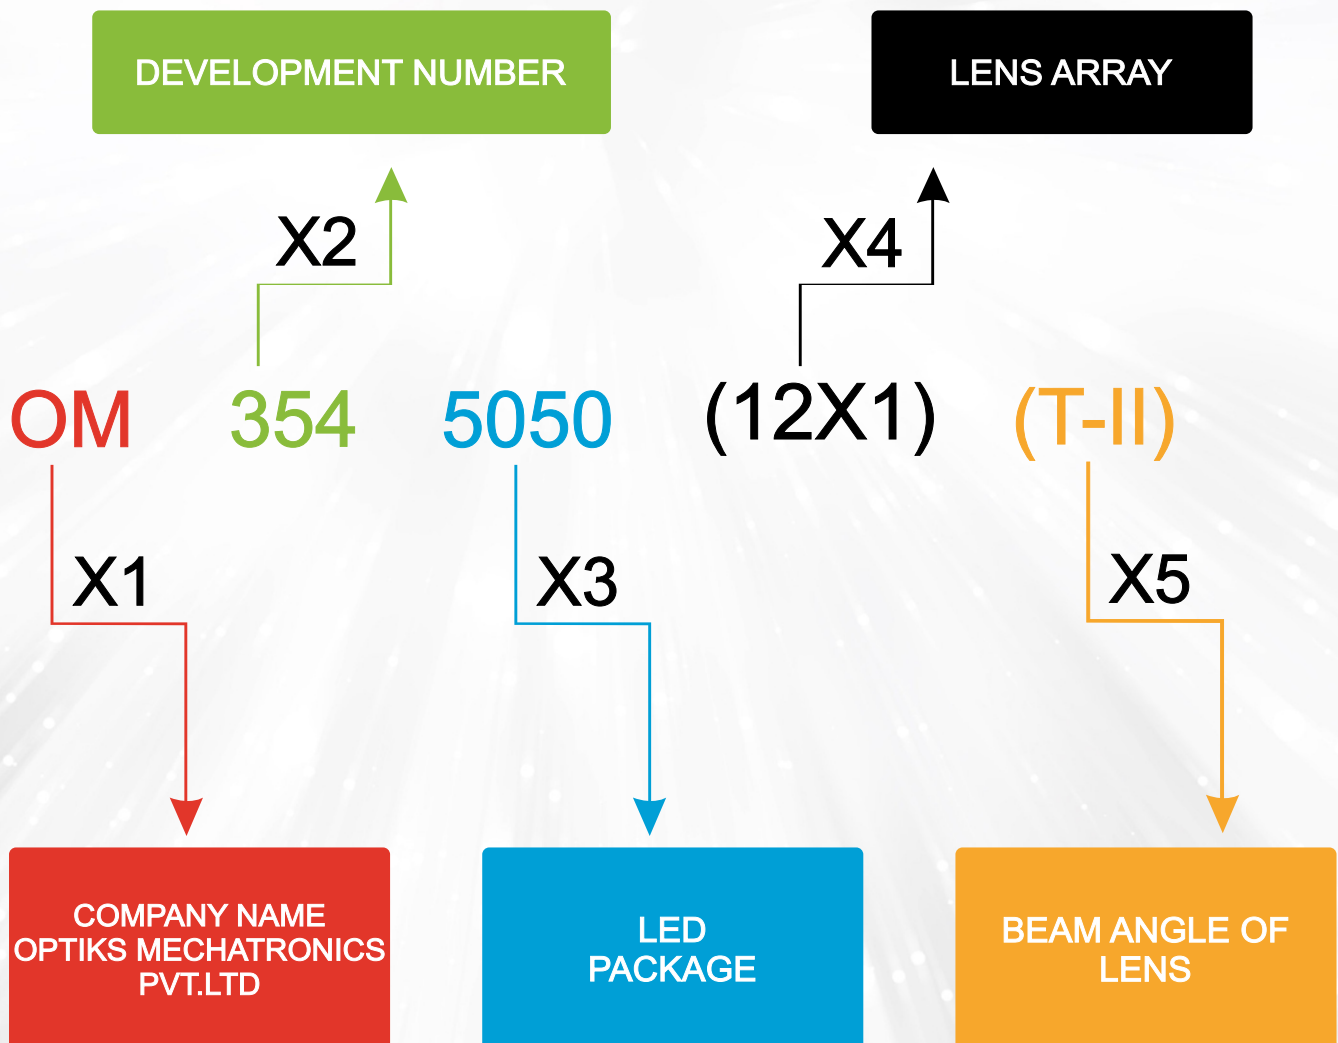 DEVELOPMENT NUMBER
LENS ARRAY
X2
X4
OM 354 5050 (12X1) (T-II)
X1
X3
X5
COMPANY NAME
OPTIKS MECHATRONICS
PVT.LTD
LED
PACKAGE
BEAM ANGLE OF
LENS